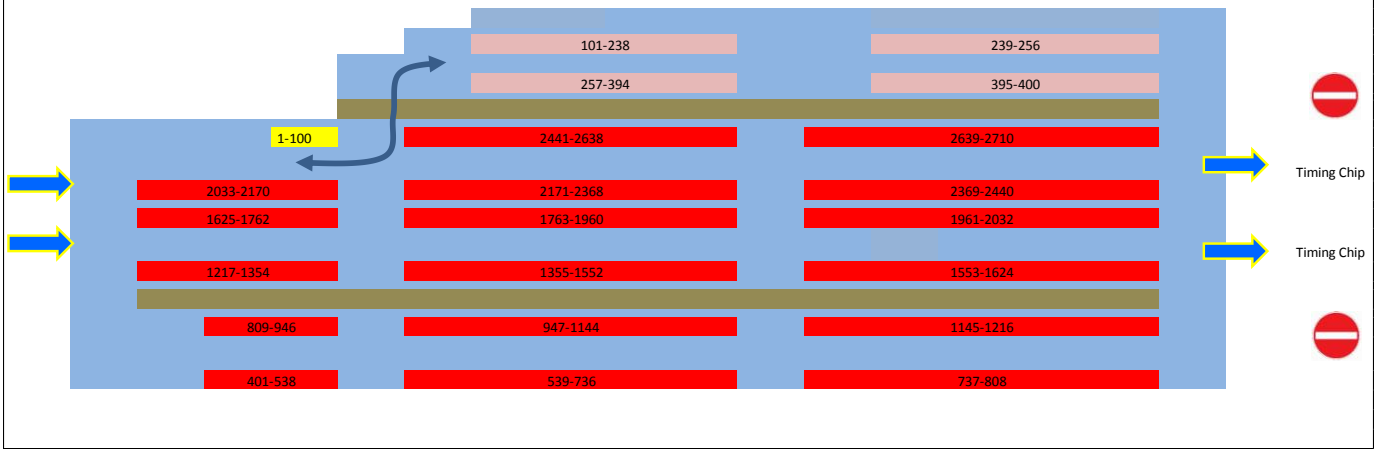 101-238 239-256
257-394 395-400
1-100 2441-2638 2639-2710
Timing Chip
2033-2170 2171-2368 2369-2440
1625-1762 1763-1960 1961-2032
Timing Chip
1217-1354 1355-1552 1553-1624
809-946 947-1144 1145-1216
401-538 539-736 737-808